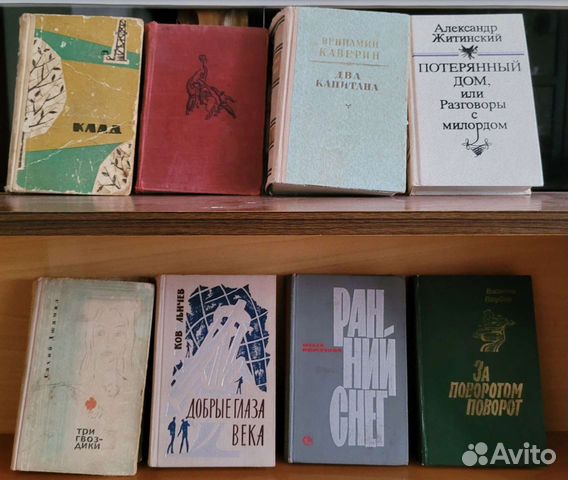 КЛАД
ВЕНИАМИН
КАВЕРИН
ДВА
КАПИТАНА
Александр
Житинский
ПОТЕРЯННЫЙ
ДОМ,
или
Разговоры
с
милордом
ТРИ
ГВОЗ-
ДИКИ
ДОБРЫЕ ГЛАЗА
ВЕКА
РАН-
НИЙ
СНЕГ
ЗА
ПОВОРОТОМ
ПОВОРОТ
Avito